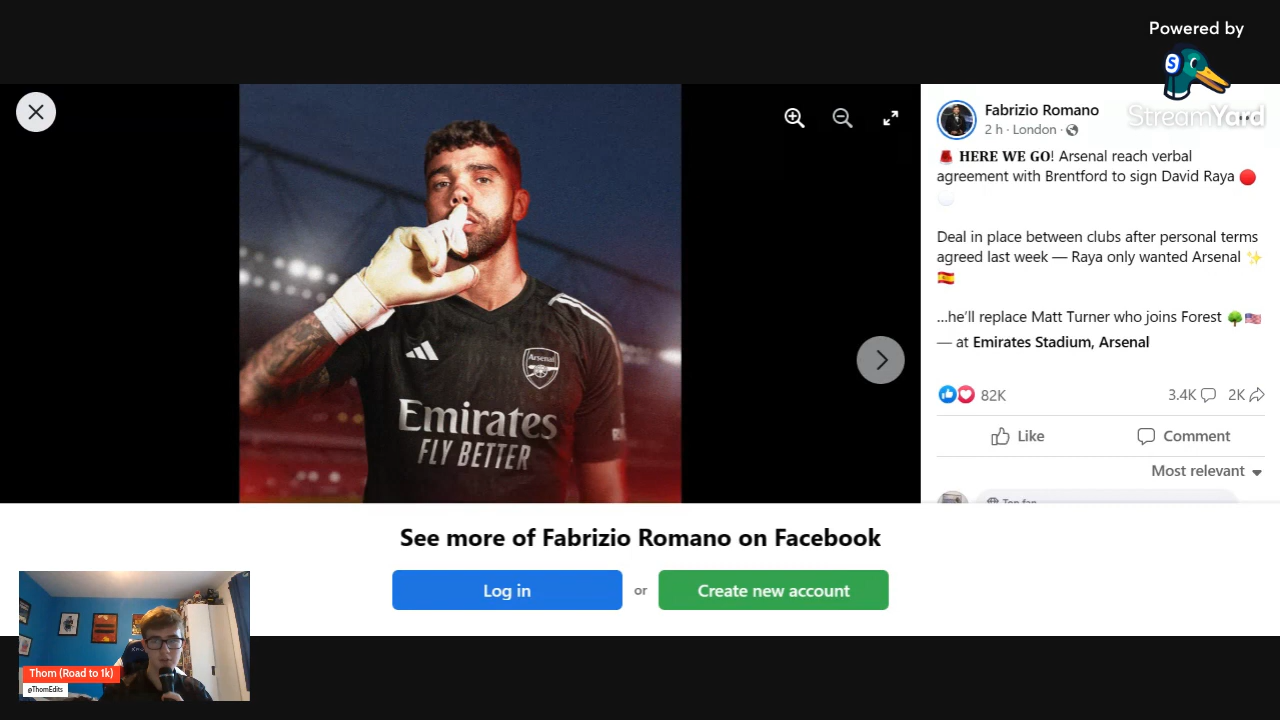 Powered by
StreamYard
Fabrizio Romano
2 h · London ·
HERE WE GO! Arsenal reach verbal
agreement with Brentford to sign David Raya
Deal in place between clubs after personal terms
agreed last week — Raya only wanted Arsenal
...he'll replace Matt Turner who joins Forest
— at Emirates Stadium, Arsenal
82K
3.4K
2K
Like
Comment
Most relevant
Top fan
Arsenal
Emirates
FLY BETTER
See more of Fabrizio Romano on Facebook
Log in
or
Create new account
Thom (Road to 1k)
@ThomEdits